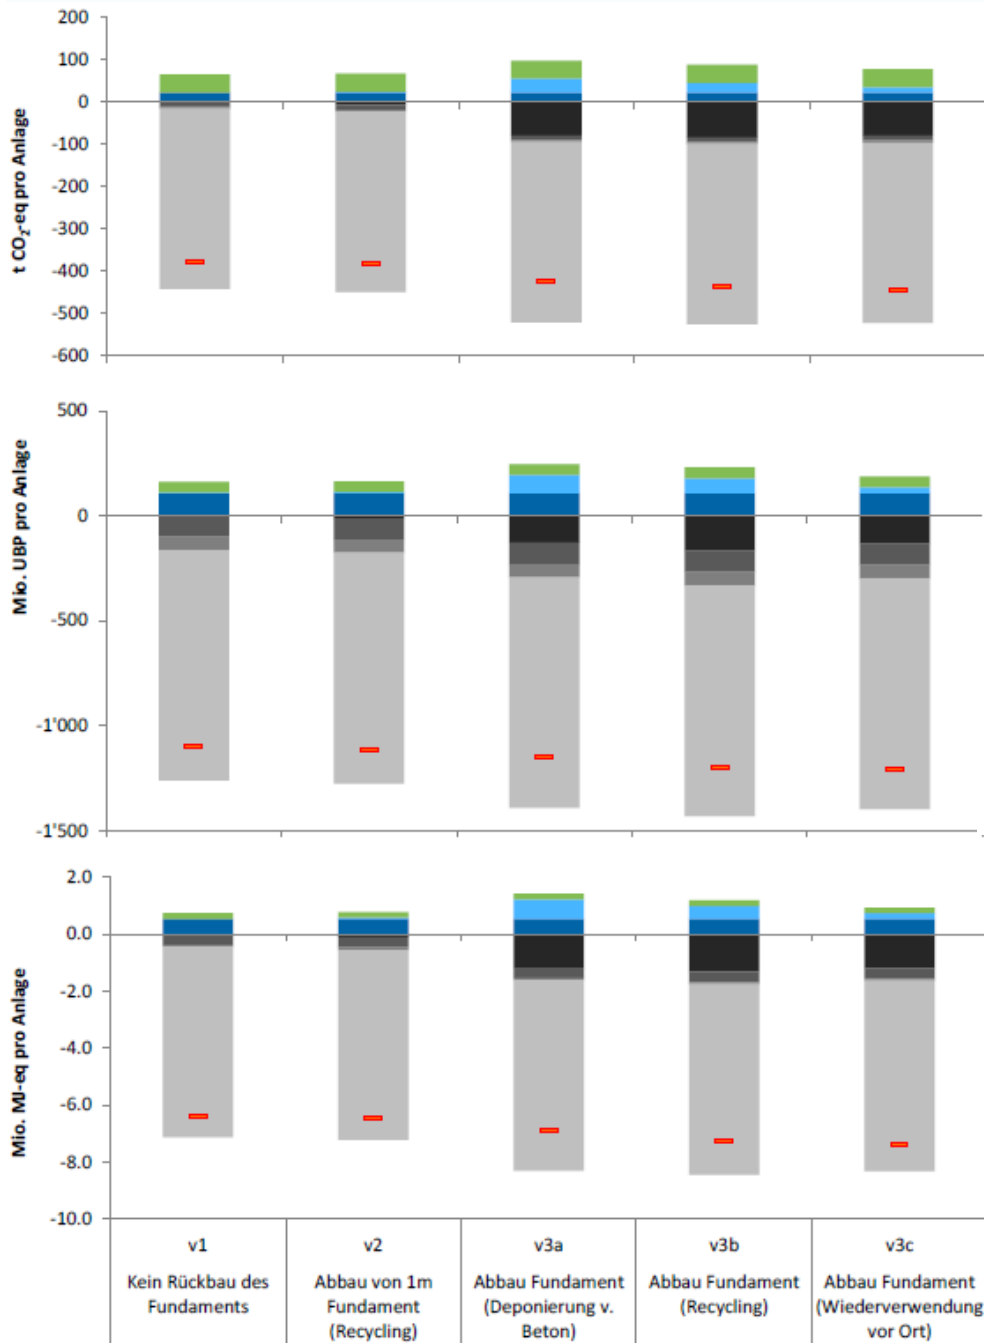 200
100
0
-100
-200
-300
-400
-500
-600
t CO₂-eq pro Anlage
500
0
-500
-1'000
-1'500
Mio. UBP pro Anlage
2.0
0.0
-2.0
-4.0
-6.0
-8.0
-10.0
Mio. MJ-eq pro Anlage
v1
Kein Rückbau des
Fundaments
v2
Abbau von 1m
Fundament
(Recycling)
v3a
Abbau Fundament
(Deponierung v.
Beton)
v3b
Abbau Fundament
(Recycling)
v3c
Abbau Fundament
(Wiederverwendung
vor Ort)